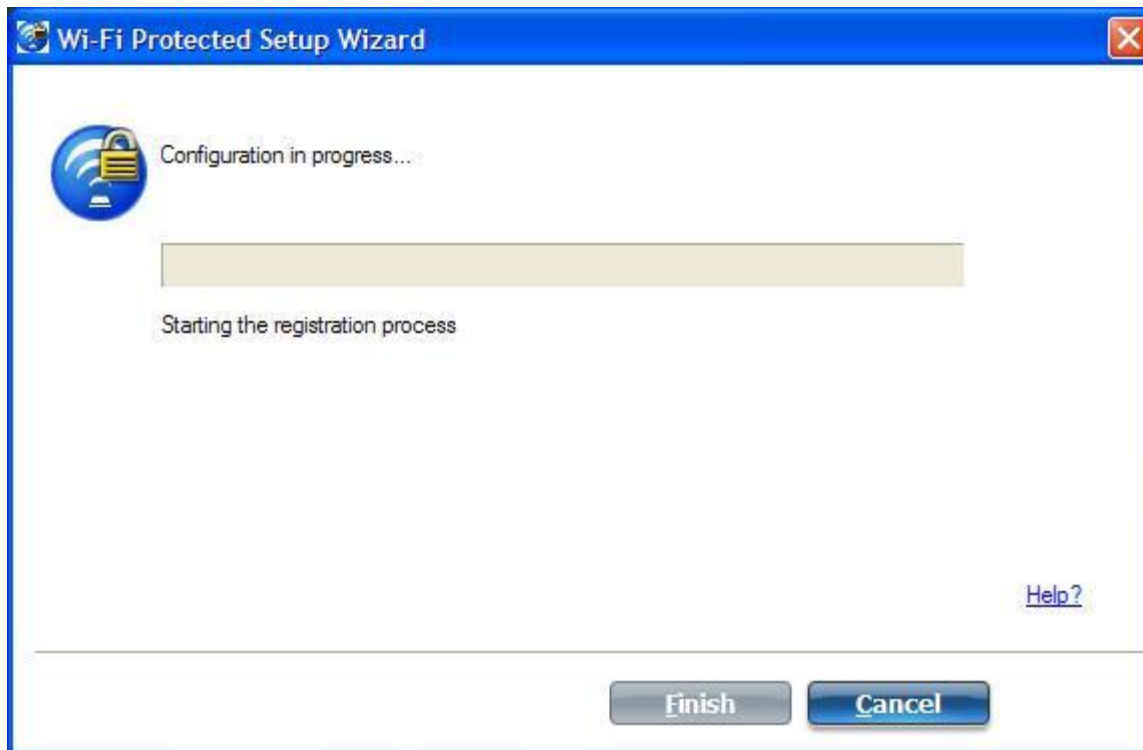 Wi-Fi Protected Setup Wizard
Configuration in progress...
Starting the registration process
Help?
Finish
Cancel